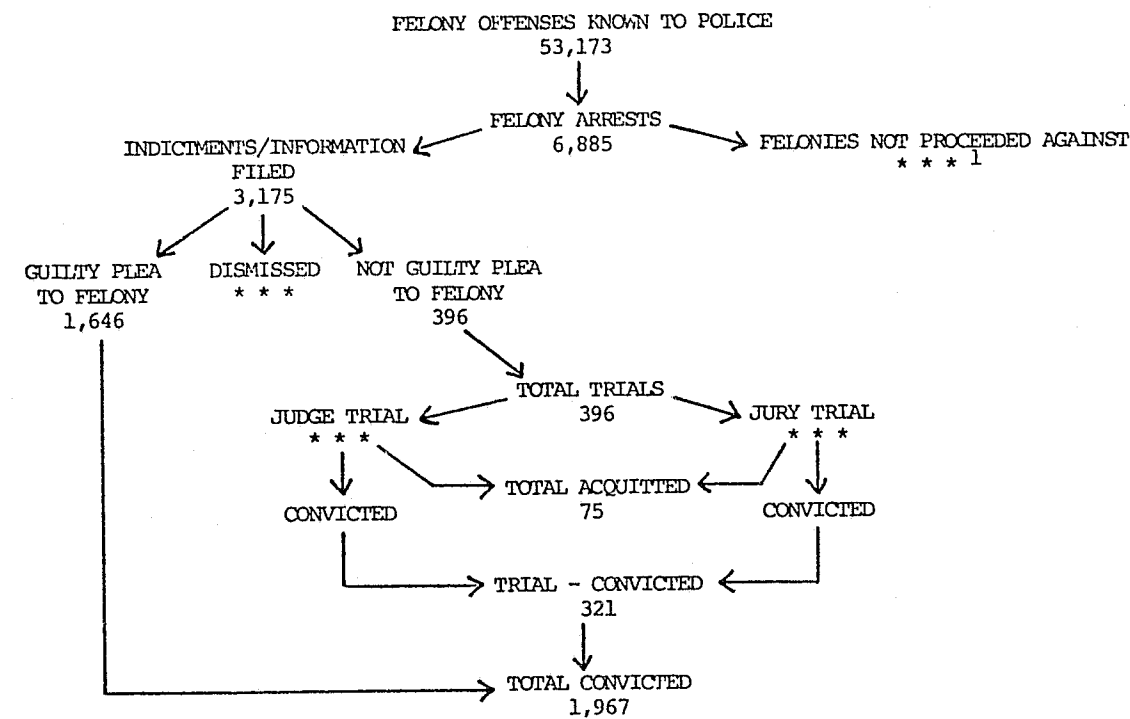 FELONY OFFENSES KNOWN TO POLICE
53,173
FELONY ARRESTS
6,885
INDICTMENTS/INFORMATION
FILED
3,175
FELONIES NOT PROCEEDED AGAINST
* * * 1
GUILTY PLEA
TO FELONY
1,646
DISMISSED
* * *
NOT GUILTY PLEA
TO FELONY
396
TOTAL TRIALS
396
JUDGE TRIAL
* * *
JURY TRIAL
* * *
TOTAL ACQUITTED
75
CONVICTED
CONVICTED
TRIAL - CONVICTED
321
TOTAL CONVICTED
1,967